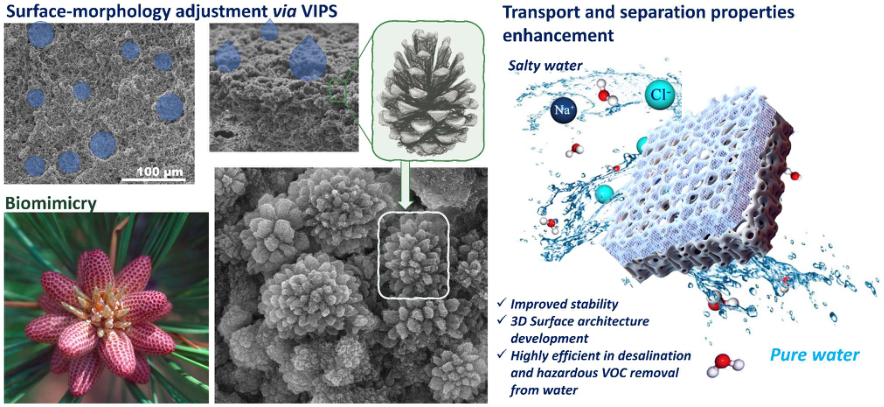 Surface-morphology adjustment via VIPS
100 µm
Biomimicry
Transport and separation properties
enhancement
Salty water
Cl⁻
Na⁺
✓ Improved stability
✓ 3D Surface architecture
development
✓ Highly efficient in desalination
and hazardous VOC removal
from water
Pure water